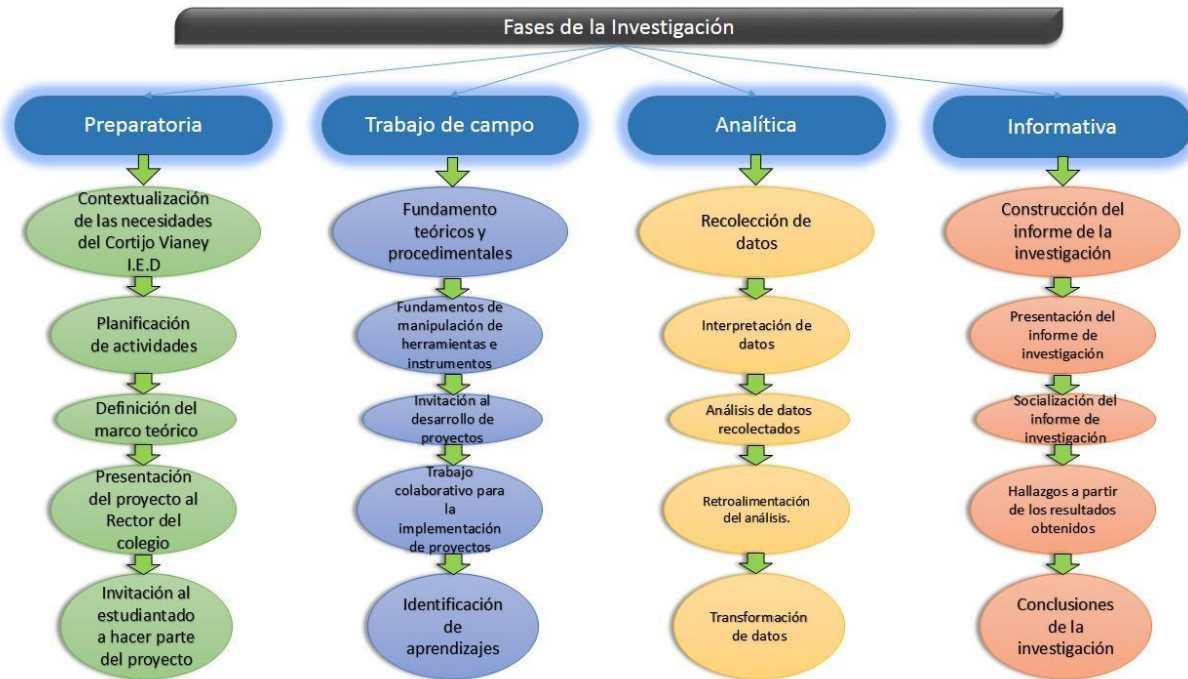 Fases de la Investigación
Preparatoria
Contextualización
de las necesidades
del Cortijo Vianey
I.E.D
Planificación
de actividades
Definición del
marco teórico
Presentación
del proyecto al
Rector del
colegio
Invitación al
estudiantado
a hacer parte
del proyecto
Trabajo de campo
Fundamento
teóricos y
procedimentales
Fundamentos de
manipulación de
herramientas e
instrumentos
Invitación al
desarrollo de
proyectos
Trabajo
colaborativo para
la
implementación
de proyectos
Identificación
de
aprendizajes
Analítica
Recolección de
datos
Interpretación de
datos
Análisis de datos
recolectados
Retroalimentación
del análisis.
Transformación
de datos
Informativa
Construcción del
informe de la
investigación
Presentación del
informe de
investigación
Socialización del
informe de
investigación
Hallazgos a partir
de los resultados
obtenidos
Conclusiones
de la
investigación